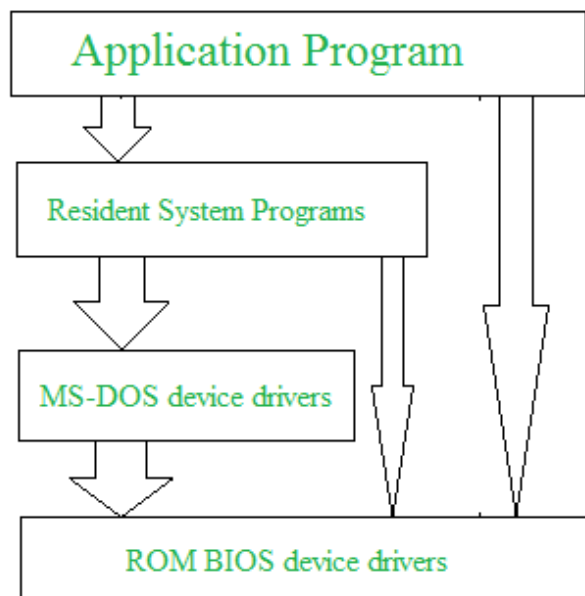 Application Program
Resident System Programs
MS-DOS device drivers
ROM BIOS device drivers